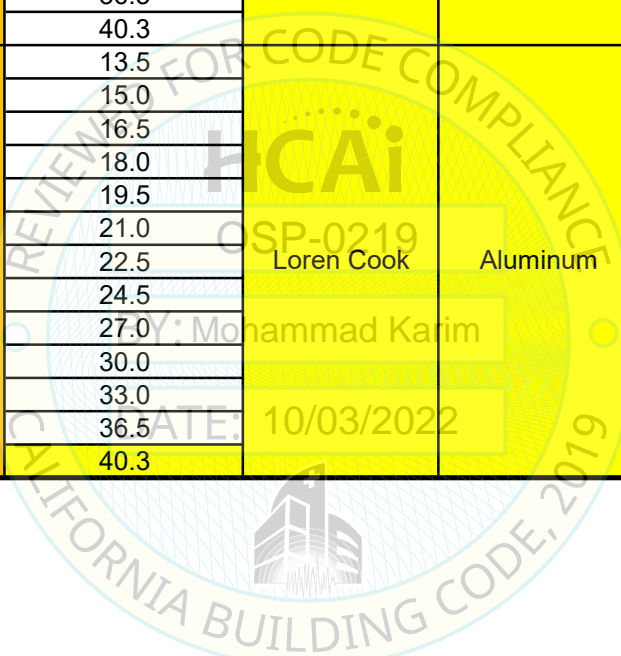 40.3
13.5
15.0
16.5
18.0
19.5
21.0
22.5 Loren Cook Aluminum
24.5
27.0
30.0
33.0
36.5
40.3
REVIEWED FOR CODE COMPLIANCE
HCAi
OSP-0219
BY: Mohammad Karim
DATE: 10/03/2022
CALIFORNIA BUILDING CODE, 2019